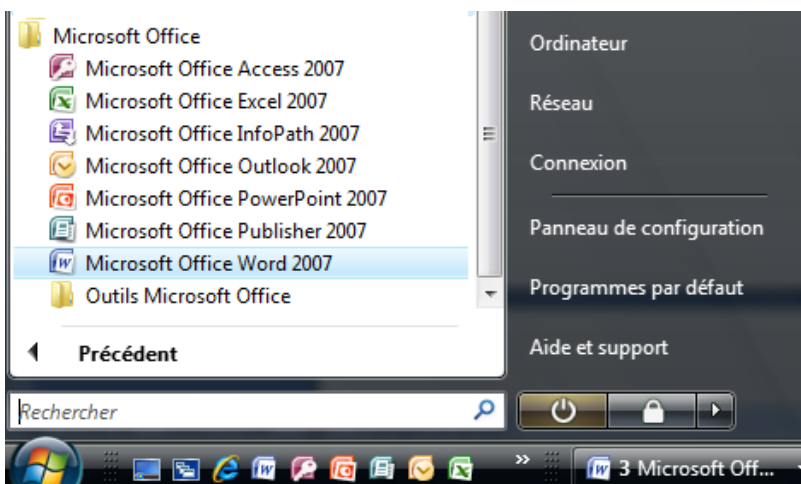 Microsoft Office
Microsoft Office Access 2007
Microsoft Office Excel 2007
Microsoft Office InfoPath 2007
Microsoft Office Outlook 2007
Microsoft Office PowerPoint 2007
Microsoft Office Publisher 2007
Microsoft Office Word 2007
Outils Microsoft Office
Précédent
Rechercher
Ordinateur
Réseau
Connexion
Panneau de configuration
Programmes par défaut
Aide et support
3 Microsoft Off...